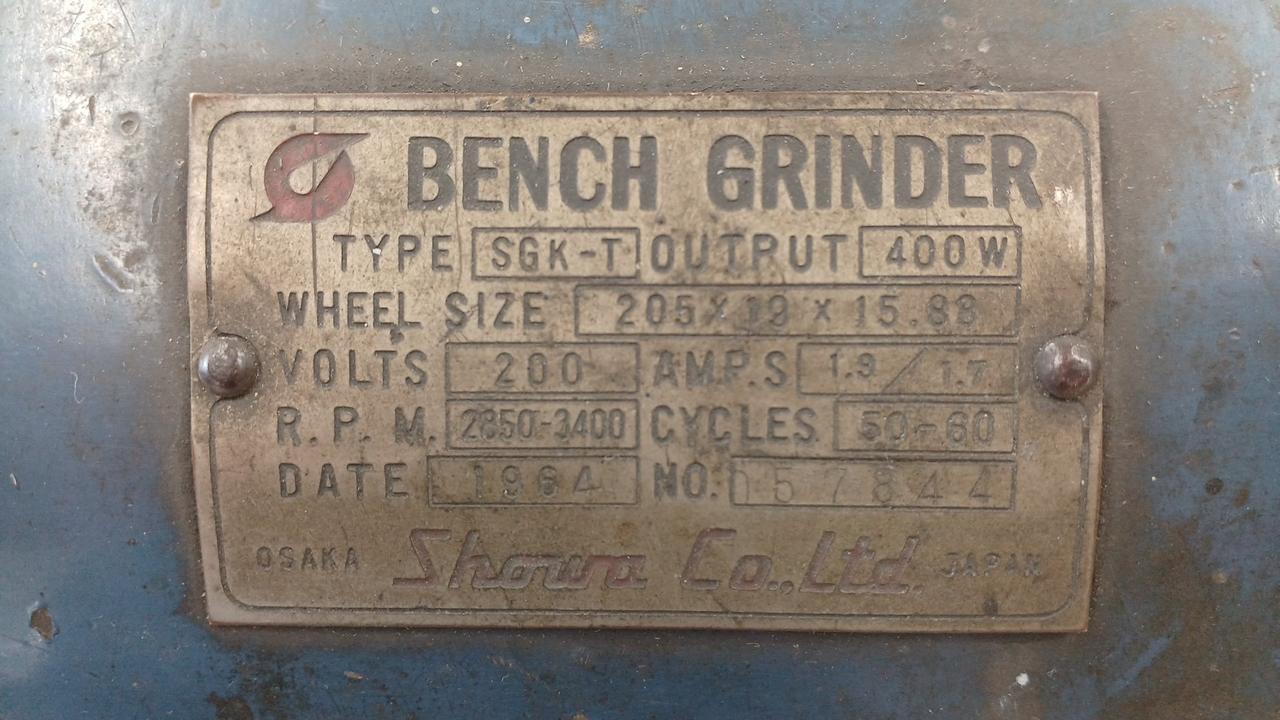 BENCH GRINDER
TYPE SGK-T OUTPUT 400W
WHEEL SIZE 205 x 19 x 15.88
VOLTS 200 AMP.S 1.9 / 1.7
R.P.M. 2850-3400 CYCLES 50-60
DATE 1964 NO. 157844
OSAKA Showa Co.,Ltd. JAPAN